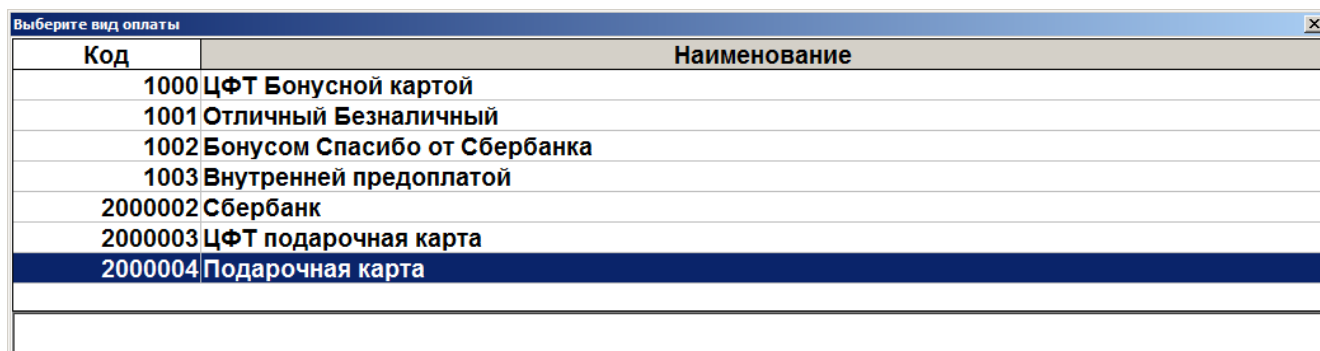 Выберите вид оплаты
Код Наименование
1000 ЦФТ Бонусной картой
1001 Отличный Безналичный
1002 Бонусом Спасибо от Сбербанка
1003 Внутренней предоплатой
2000002 Сбербанк
2000003 ЦФТ подарочная карта
2000004 Подарочная карта